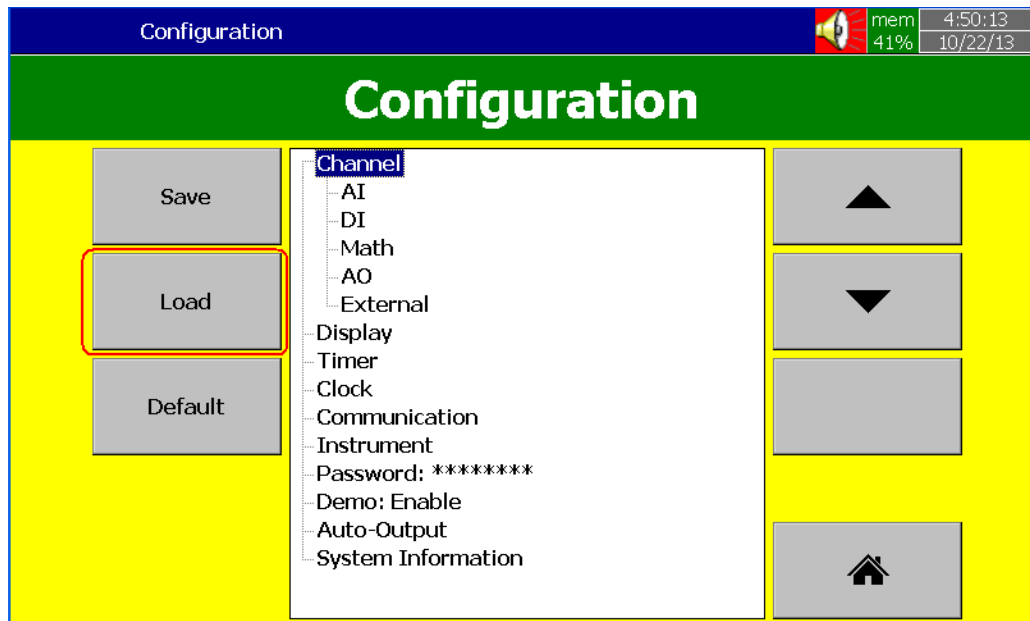 Configuration
mem 4:50:13
41% 10/22/13
Configuration
Save
Load
Default
Channel
AI
DI
Math
AO
External
Display
Timer
Clock
Communication
Instrument
Password: ********
Demo: Enable
Auto-Output
System Information